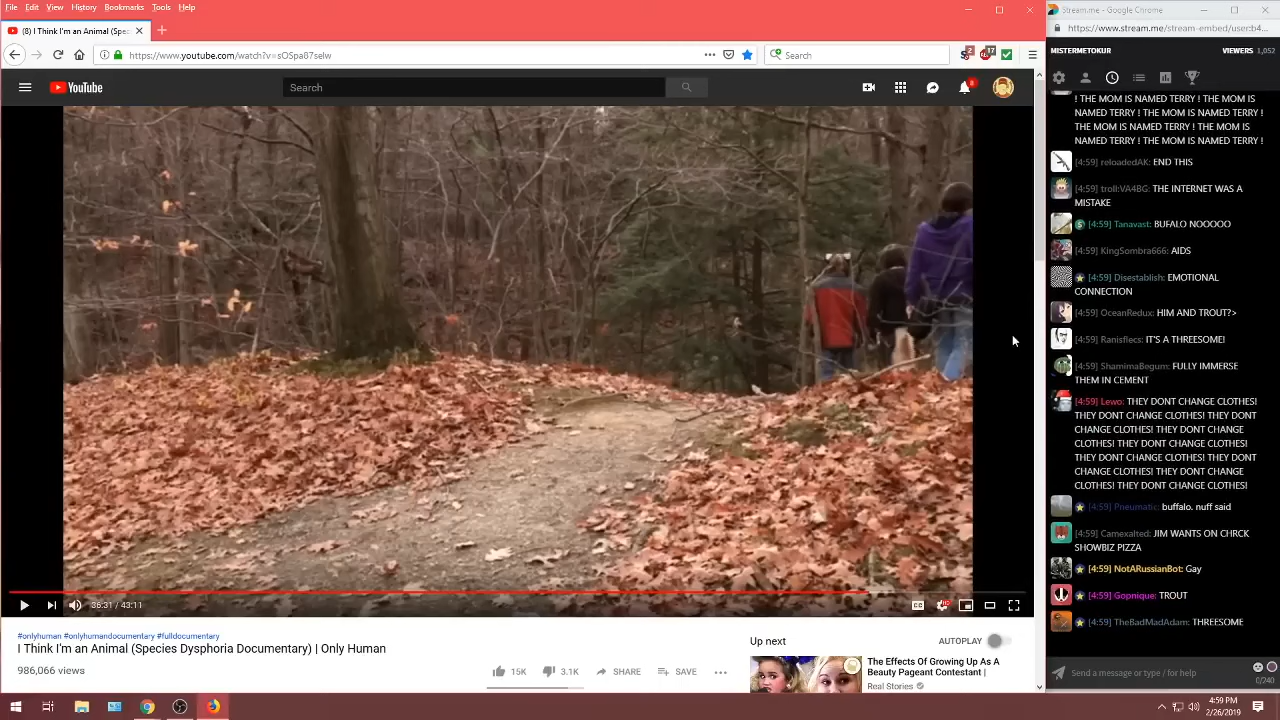 File Edit View History Bookmarks Tools Help
(8) I Think I'm an Animal (Spe
https://www.youtube.com/watch?v=sOSpa87selw
Search
2
17
YouTube
Search
8
36:31 / 43:11
CC
HD
#onlyhuman #onlyhumandocumentary #fulldocumentary
I Think I'm an Animal (Species Dysphoria Documentary) | Only Human
986,066 views
15K
3.1K
SHARE
SAVE
Up next
AUTOPLAY
The Effects Of Growing Up As A
Beauty Pageant Contestant |
Real Stories
Stream.me - Google Chrome
https://www.stream.me/stream-embed/userb4...
MISTERMETOKUR
VIEWERS 1,052
! THE MOM IS NAMED TERRY ! THE MOM IS
NAMED TERRY ! THE MOM IS NAMED TERRY !
THE MOM IS NAMED TERRY ! THE MOM IS
NAMED TERRY ! THE MOM IS NAMED TERRY !
[4:59] reloadedAK: END THIS
[4:59] troll:VA4BG: THE INTERNET WAS A
MISTAKE
S [4:59] Tanavast: BUFALO NOOOOO
[4:59] KingSombra666: AIDS
[4:59] Disestablish: EMOTIONAL
CONNECTION
[4:59] OceanRedux: HIM AND TROUT?>
[4:59] Ranisflecs: IT'S A THREESOME!
[4:59] ShamimaBegum: FULLY IMMERSE
THEM IN CEMENT
[4:59] Lewo: THEY DONT CHANGE CLOTHES!
THEY DONT CHANGE CLOTHES! THEY DONT
CHANGE CLOTHES! THEY DONT CHANGE
CLOTHES! THEY DONT CHANGE CLOTHES!
THEY DONT CHANGE CLOTHES! THEY DONT
CHANGE CLOTHES! THEY DONT CHANGE
CLOTHES! THEY DONT CHANGE CLOTHES!
[4:59] Pneumatic: buffalo. nuff said
[4:59] Camexalted: JIM WANTS ON CHRCK
SHOWBIZ PIZZA
[4:59] NotARussianBot: Gay
[4:59] Gopnique: TROUT
[4:59] TheBadMadAdam: THREESOME
Send a message or type / for help
0/240
4:59 PM
2/26/2019